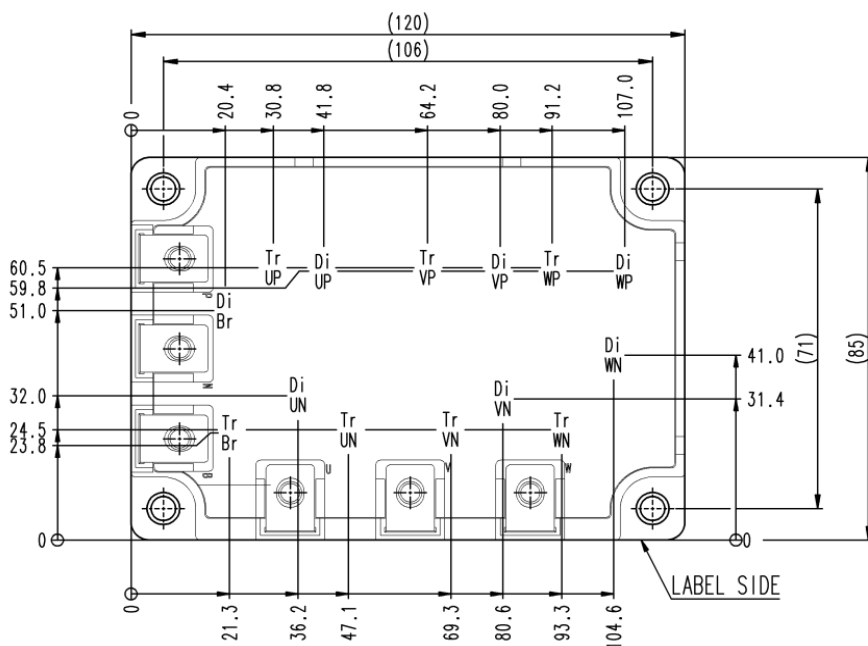 (120)
(106)
0 20.4 30.8 41.8 64.2 80.0 91.2 107.0
Tr UP
Di UP
Tr VP
Di VP
Tr WP
Di WP
60.5
59.8
51.0
P
Di Br
N
Di WN
41.0
(71)
(85)
32.0
Di UN
Di VN
31.4
24.5
23.8
Tr Br
Tr UN
Tr VN
Tr WN
B
U
V
W
0
0
LABEL SIDE
0 21.3 36.2 47.1 69.3 80.6 93.3 104.6